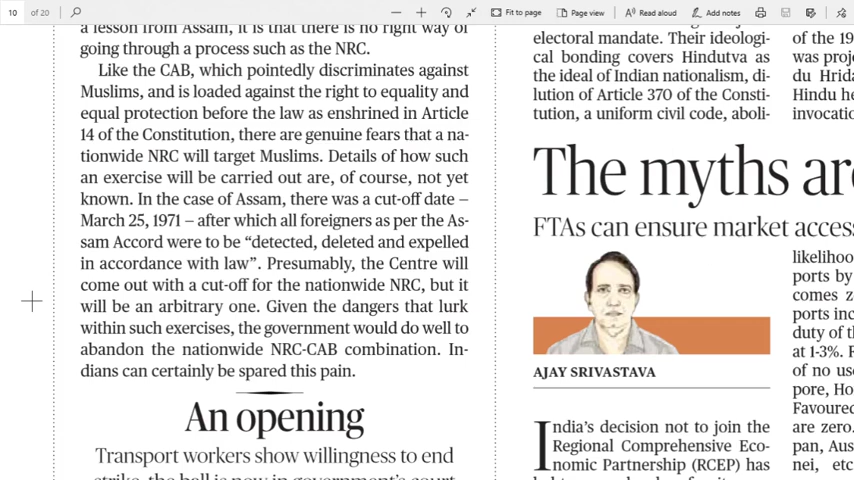 10 of 20
Fit to page
Page view
Read aloud
Add notes
a lesson from Assam, it is that there is no right way of
going through a process such as the NRC.
Like the CAB, which pointedly discriminates against
Muslims, and is loaded against the right to equality and
equal protection before the law as enshrined in Article
14 of the Constitution, there are genuine fears that a na-
tionwide NRC will target Muslims. Details of how such
an exercise will be carried out are, of course, not yet
known. In the case of Assam, there was a cut-off date –
March 25, 1971 – after which all foreigners as per the As-
sam Accord were to be “detected, deleted and expelled
in accordance with law”. Presumably, the Centre will
come out with a cut-off for the nationwide NRC, but it
will be an arbitrary one. Given the dangers that lurk
within such exercises, the government would do well to
abandon the nationwide NRC-CAB combination. In-
dians can certainly be spared this pain.
An opening
Transport workers show willingness to end
strike, the ball is now in government's court
electoral mandate. Their ideologi-
cal bonding covers Hindutva as
the ideal of Indian nationalism, di-
lution of Article 370 of the Consti-
tution, a uniform civil code, aboli-
of the 19
was proj
du Hrida
Hindu he
invocatio
The myths ar
FTAs can ensure market access
AJAY SRIVASTAVA
India's decision not to join the
Regional Comprehensive Eco-
nomic Partnership (RCEP) has
likelihoo
ports by
comes z
ports inc
duty of th
at 1-3%. F
of no use
pore, Ho
Favoured
are zero.
pan, Aus
nei, etc